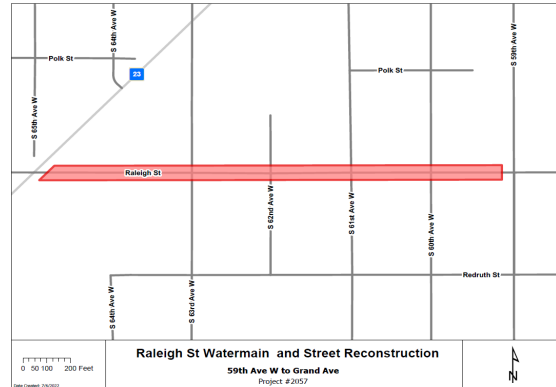 S 64th Ave W
S 59th Ave W
Polk St
Polk St
23
S 65th Ave W
Raleigh St
S 62nd Ave W
S 61st Ave W
S 60th Ave W
Redruth St
S 64th Ave W
S 63rd Ave W
Raleigh St Watermain and Street Reconstruction
59th Ave W to Grand Ave
Project #2057
0 50 100 200 Feet
N